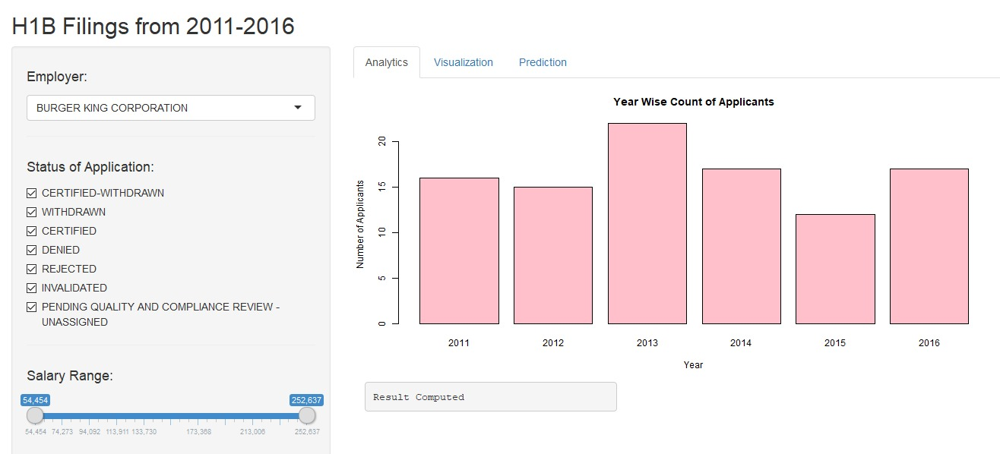 H1B Filings from 2011-2016
Employer:
BURGER KING CORPORATION
Status of Application:
CERTIFIED-WITHDRAWN
WITHDRAWN
CERTIFIED
DENIED
REJECTED
INVALIDATED
PENDING QUALITY AND COMPLIANCE REVIEW -
UNASSIGNED
Salary Range:
54,454 252,637
54,454 74,273 94,092 113,911 133,730 173,368 213,006 252,637
Analytics Visualization Prediction
Year Wise Count of Applicants
Number of Applicants
20
15
10
5
0
2011 2012 2013 2014 2015 2016
Year
Result Computed